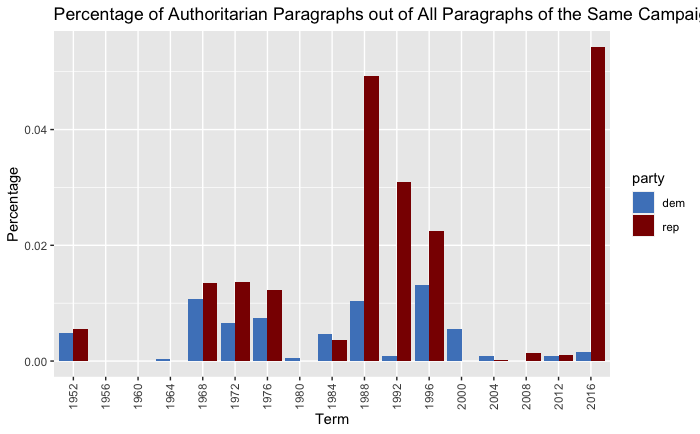 Percentage of Authoritarian Paragraphs out of All Paragraphs of the Same Campaig
Percentage
0.04
0.02
0.00
1952 1956 1960 1964 1968 1972 1976 1980 1984 1988 1992 1996 2000 2004 2008 2012 2016
Term
party
dem
rep